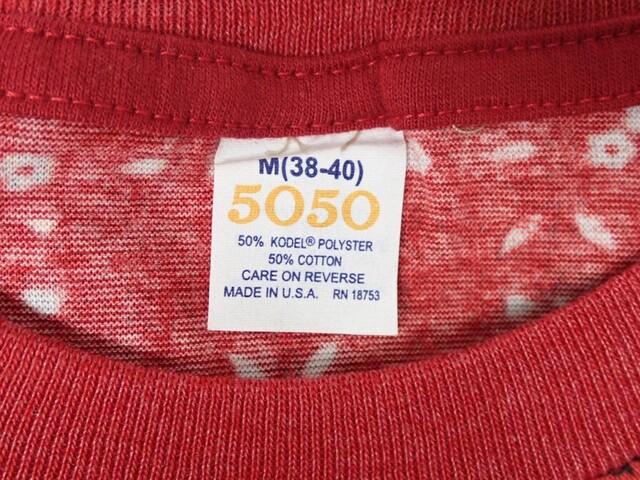 M(38-40)
5050
50% KODEL® POLYSTER
50% COTTON
CARE ON REVERSE
MADE IN U.S.A. RN 18753